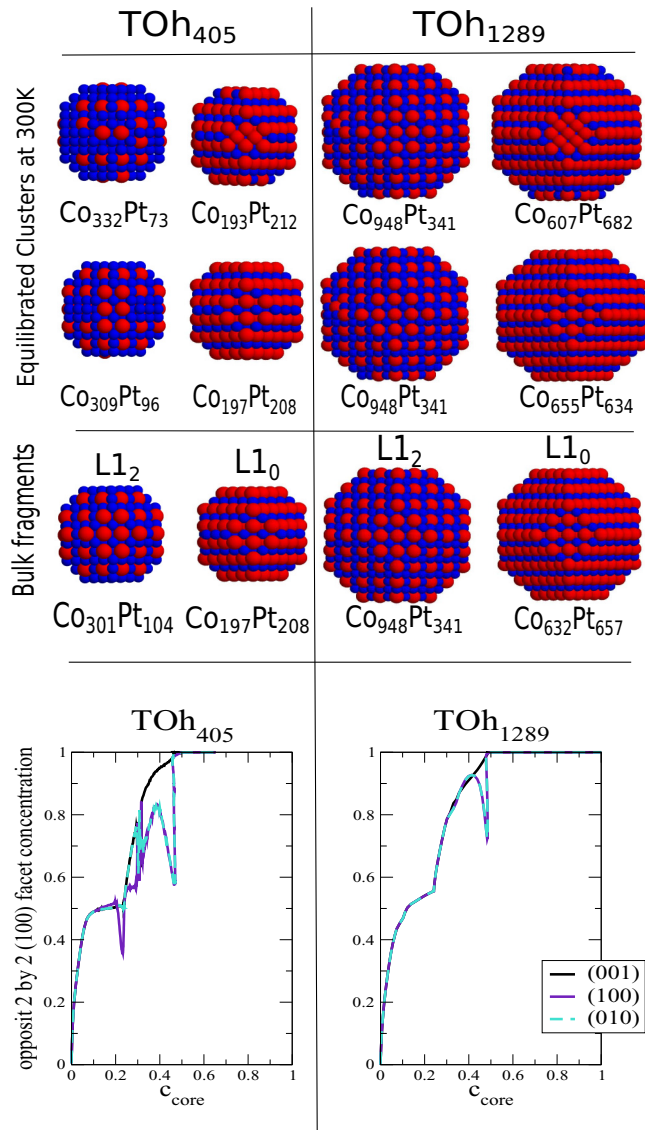 TOh₄₀₅ TOh₁₂₈₉
Equilibrated Clusters at 300K
Co₃₃₂Pt₇₃ Co₁₉₃Pt₂₁₂ Co₉₄₈Pt₃₄₁ Co₆₀₇Pt₆₈₂
Co₃₀₉Pt₉₆ Co₁₉₇Pt₂₀₈ Co₉₄₈Pt₃₄₁ Co₆₅₅Pt₆₃₄
Bulk fragments
L1₂ L1₀ L1₂ L1₀
Co₃₀₁Pt₁₀₄ Co₁₉₇Pt₂₀₈ Co₉₄₈Pt₃₄₁ Co₆₃₂Pt₆₅₇
TOh₄₀₅ TOh₁₂₈₉
opposit 2 by 2 (100) facet concentration
1 1
0.8 0.8
0.6 0.6
0.4 0.4
0.2 0.2
0 0
0 0.2 0.4 0.6 0.8 1 0 0.2 0.4 0.6 0.8 1
c_core c_core
(001)
(100)
(010)